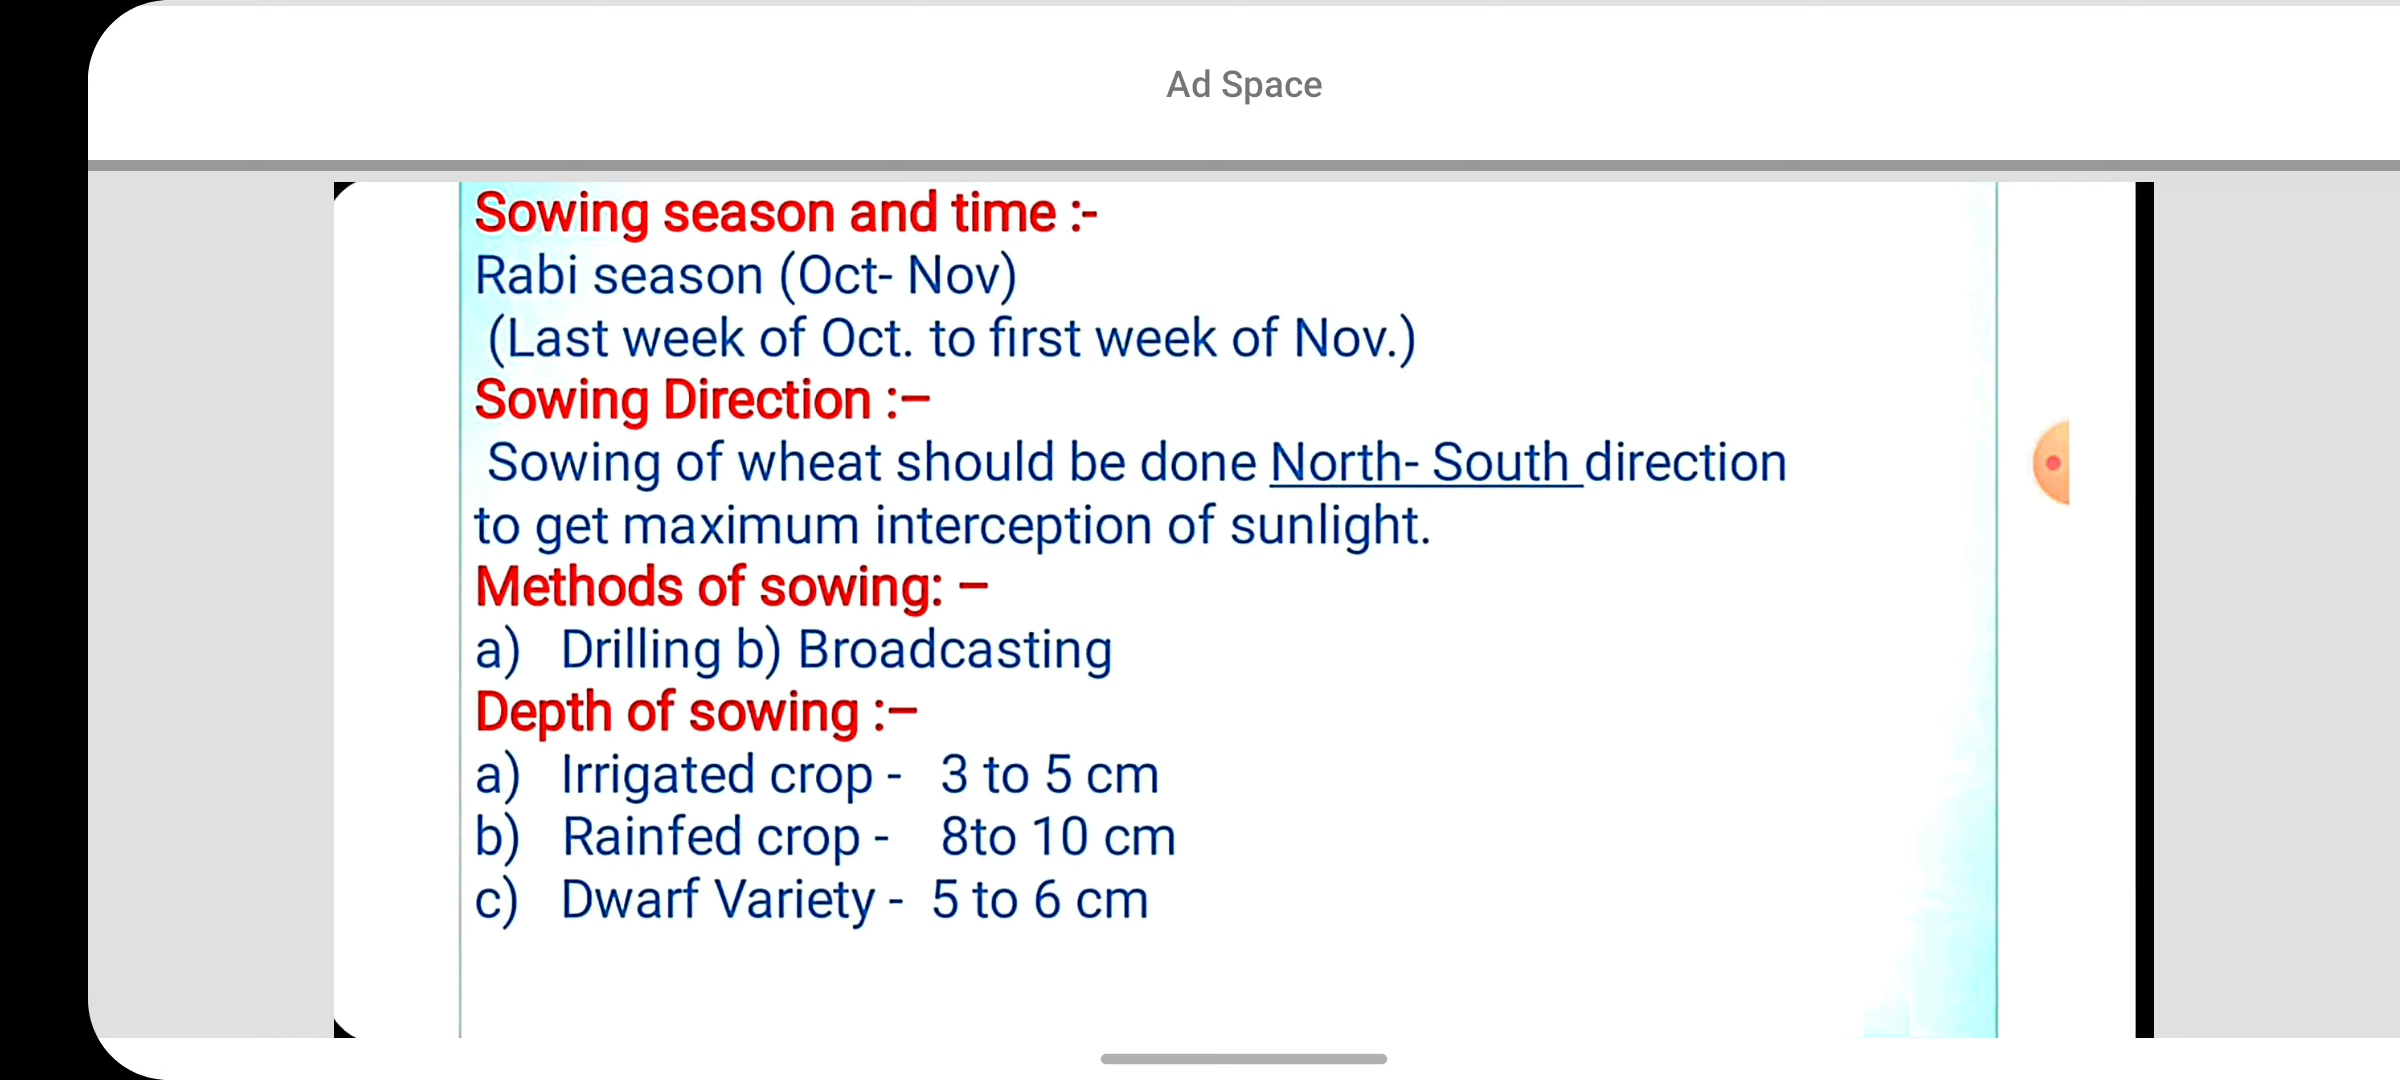 Ad Space
Sowing season and time :-
Rabi season (Oct- Nov)
(Last week of Oct. to first week of Nov.)
Sowing Direction :–
Sowing of wheat should be done North- South direction
to get maximum interception of sunlight.
Methods of sowing: –
a) Drilling b) Broadcasting
Depth of sowing :–
a) Irrigated crop - 3 to 5 cm
b) Rainfed crop - 8to 10 cm
c) Dwarf Variety - 5 to 6 cm